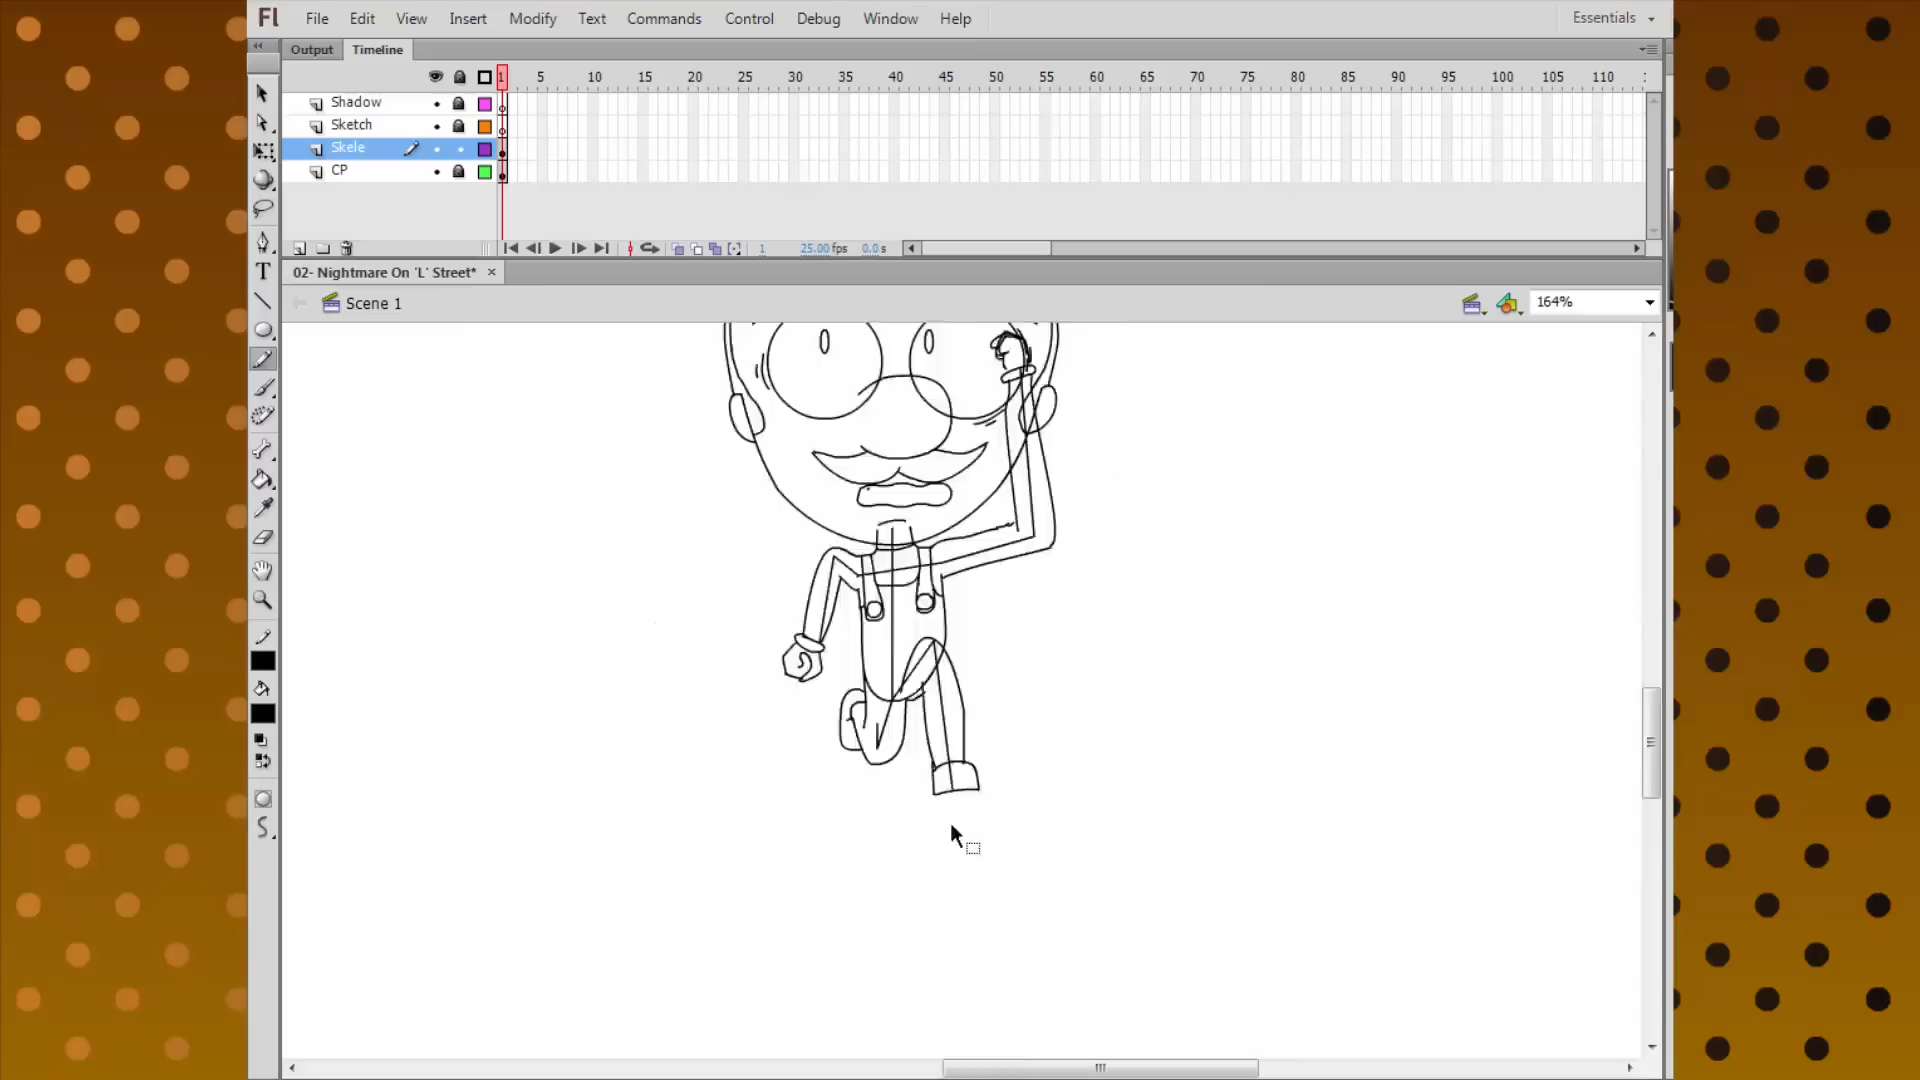 Fl File Edit View Insert Modify Text Commands Control Debug Window Help Essentials
Output Timeline
1 5 10 15 20 25 30 35 40 45 50 55 60 65 70 75 80 85 90 95 100 105 110
Shadow
Sketch
Skele
CP
1 25.00 fps 0.0 s
02- Nightmare On 'L' Street*
Scene 1 164%
T